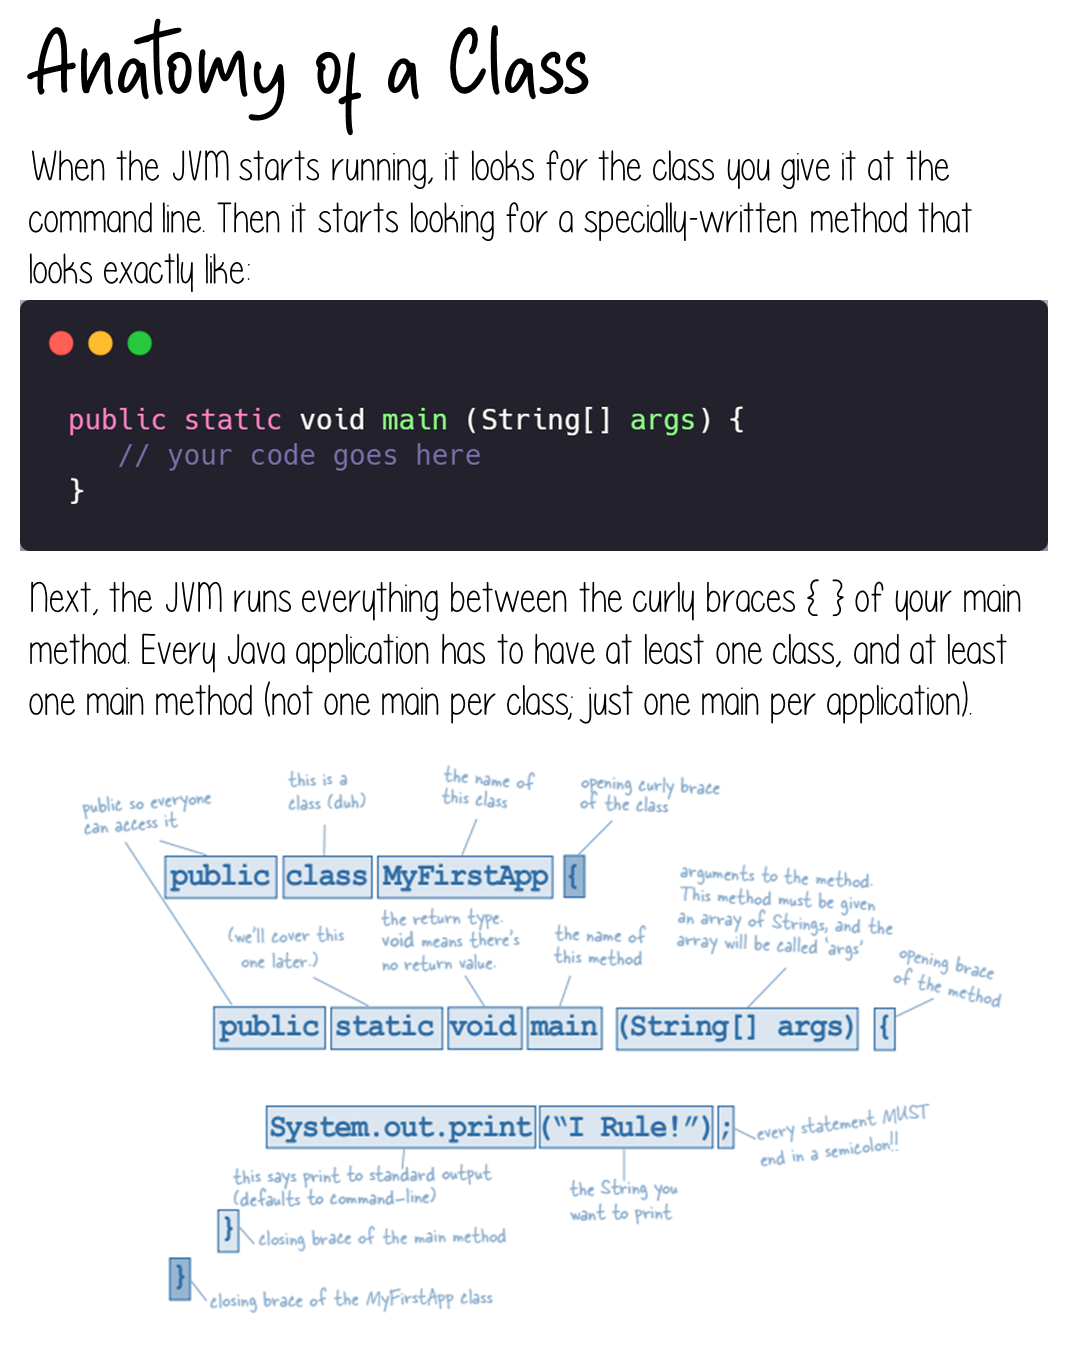 Anatomy of a Class
When the JVM starts running, it looks for the class you give it at the
command line. Then it starts looking for a specially-written method that
looks exactly like:
public static void main (String[] args) {
// your code goes here
}
Next, the JVM runs everything between the curly braces { } of your main
method. Every Java application has to have at least one class, and at least
one main method (not one main per class; just one main per application).
public so everyone
can access it
this is a
class (duh)
the name of
this class
opening curly brace
of the class
public class MyFirstApp {
(we'll cover this
one later.)
the return type.
void means there's
no return value.
the name of
this method
arguments to the method.
This method must be given
an array of Strings, and the
array will be called 'args'
opening brace
of the method
public static void main (String[] args) {
System.out.print("I Rule!");
every statement MUST
end in a semicolon!!
this says print to standard output
(defaults to command-line)
the String you
want to print
}
closing brace of the main method
}
closing brace of the MyFirstApp class